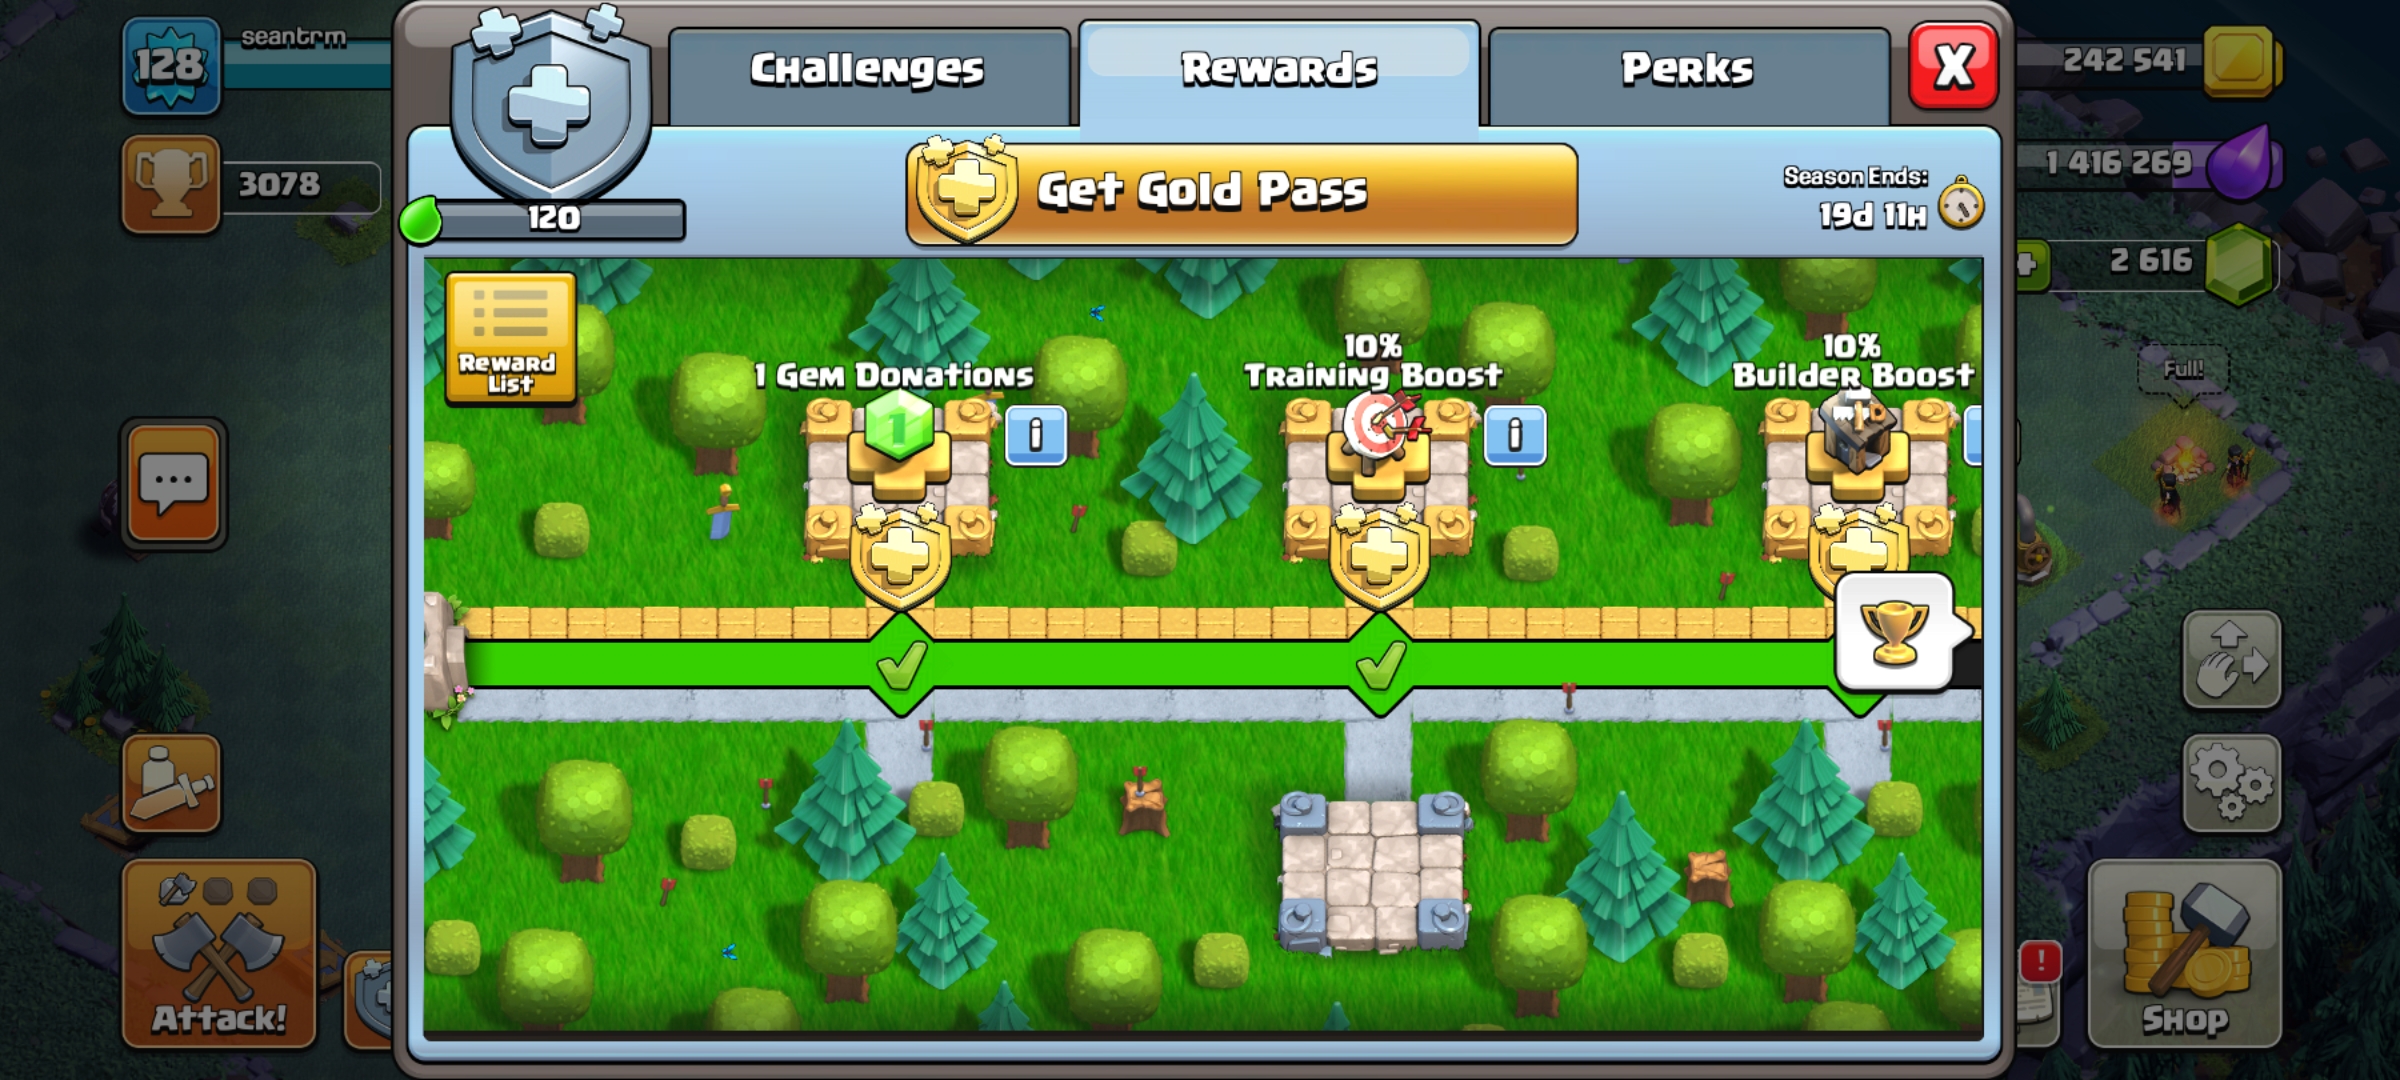 128
seantrm
3078
Challenges
Rewards
Perks
X
242 541
1 416 269
2 616
120
Get Gold Pass
Season Ends:
19d 11h
Reward
List
1 Gem Donations
1
i
10%
Training Boost
i
10%
Builder Boost
Full!
Attack!
!
Shop